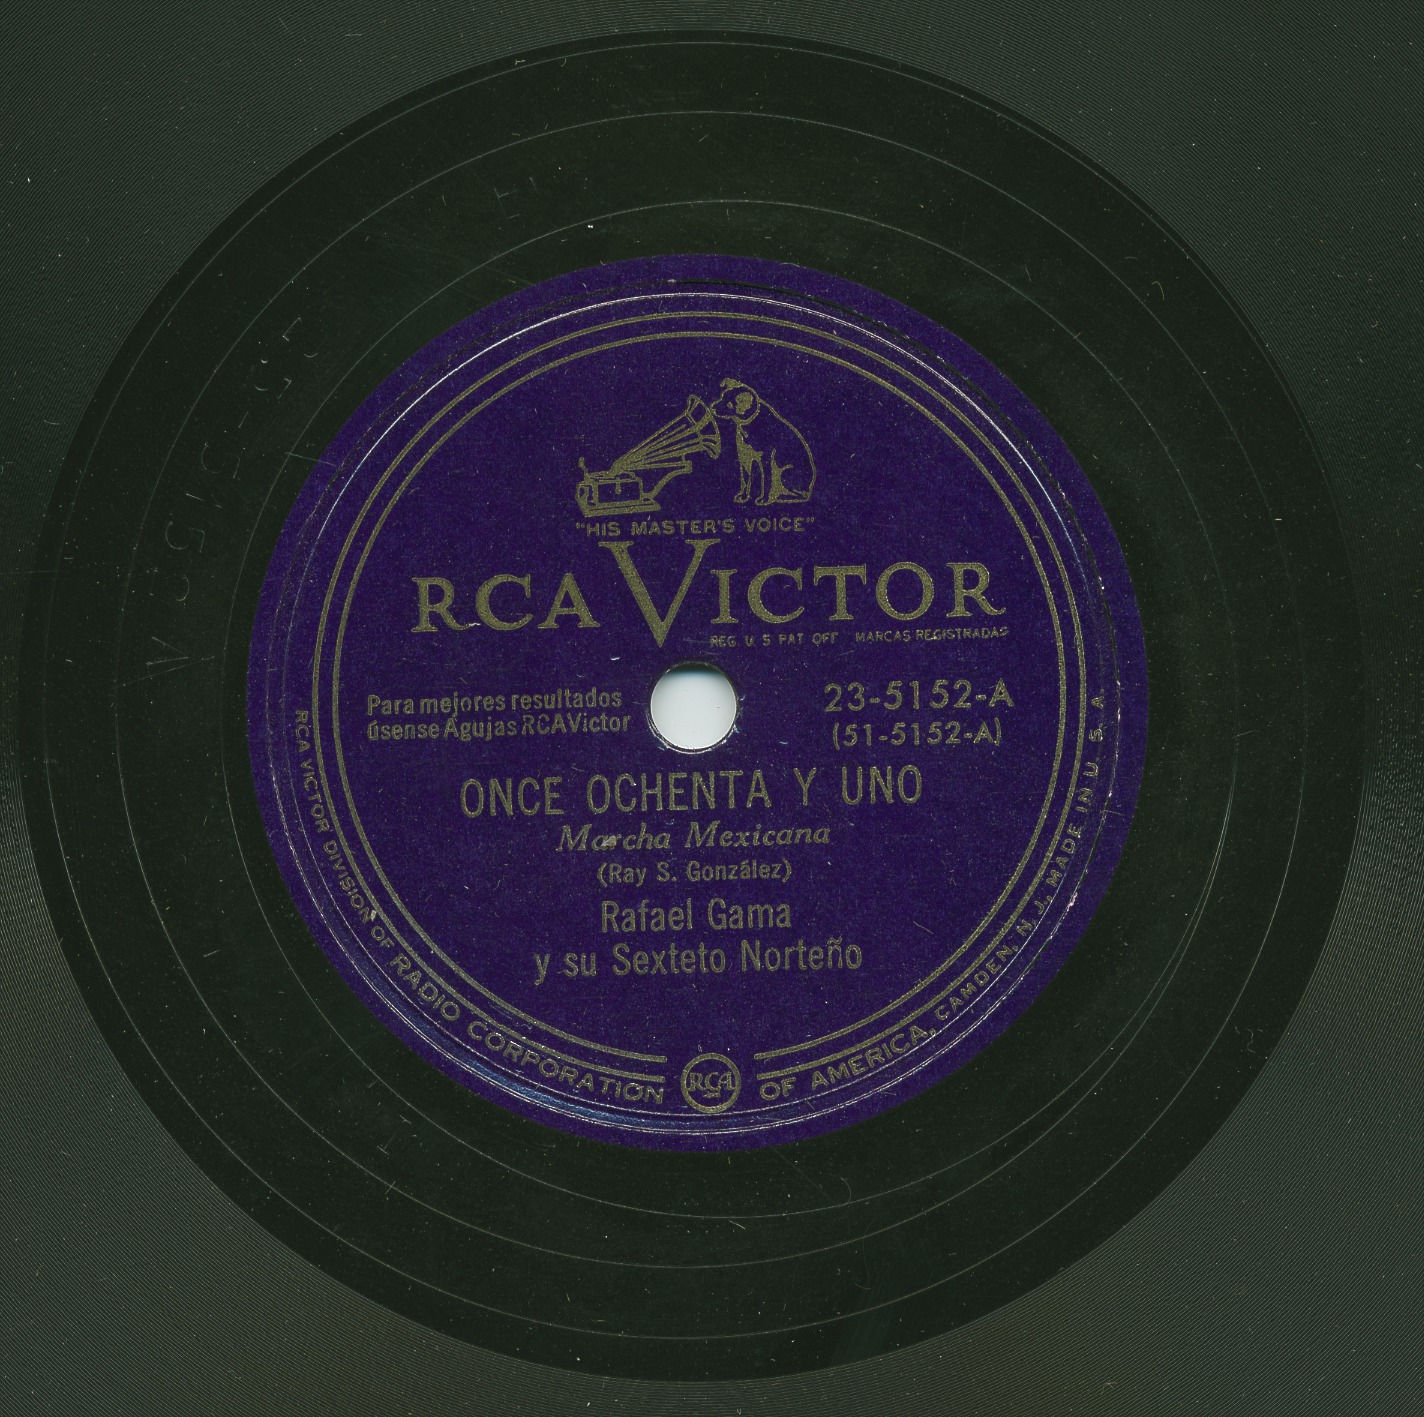 "HIS MASTER'S VOICE"
RCA VICTOR
REG. U. S. PAT. OFF. MARCAS REGISTRADAS
Para mejores resultados
úsense Agujas RCA Victor
23-5152-A
(51-5152-A)
ONCE OCHENTA Y UNO
Marcha Mexicana
(Ray S. González)
Rafael Gama
y su Sexteto Norteño
RCA VICTOR DIVISION OF RADIO CORPORATION OF AMERICA, CAMDEN, N. J., MADE IN U. S. A.
RCA